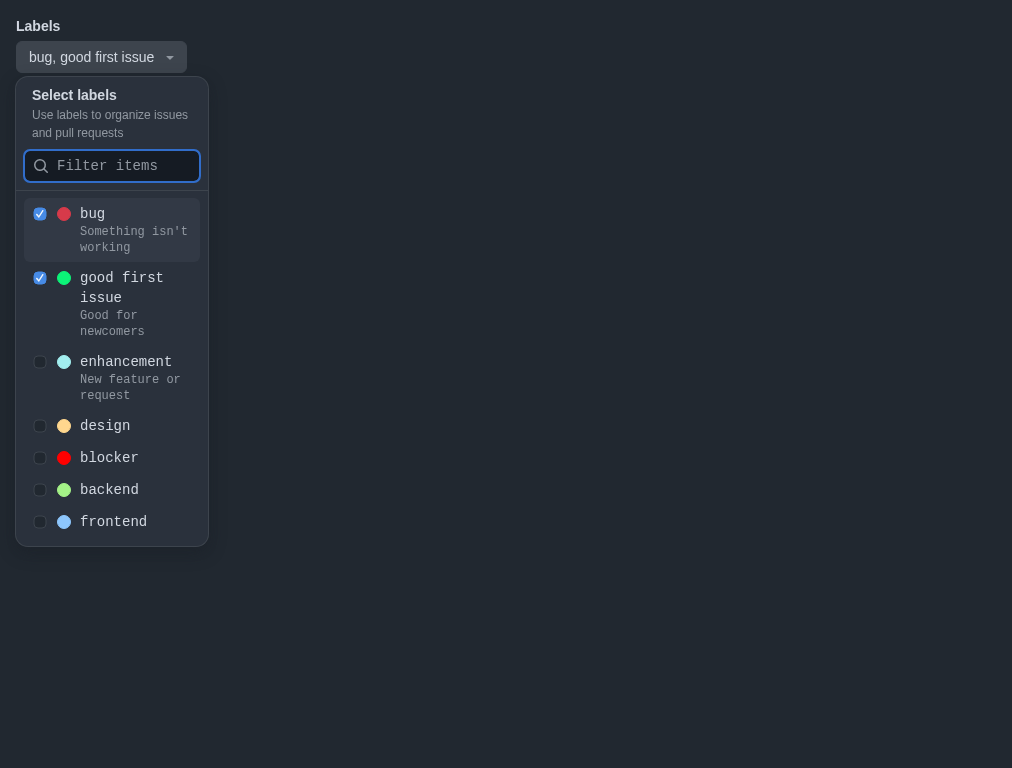 Labels
bug, good first issue
Select labels
Use labels to organize issues
and pull requests
Filter items
bug
Something isn't
working
good first
issue
Good for
newcomers
enhancement
New feature or
request
design
blocker
backend
frontend